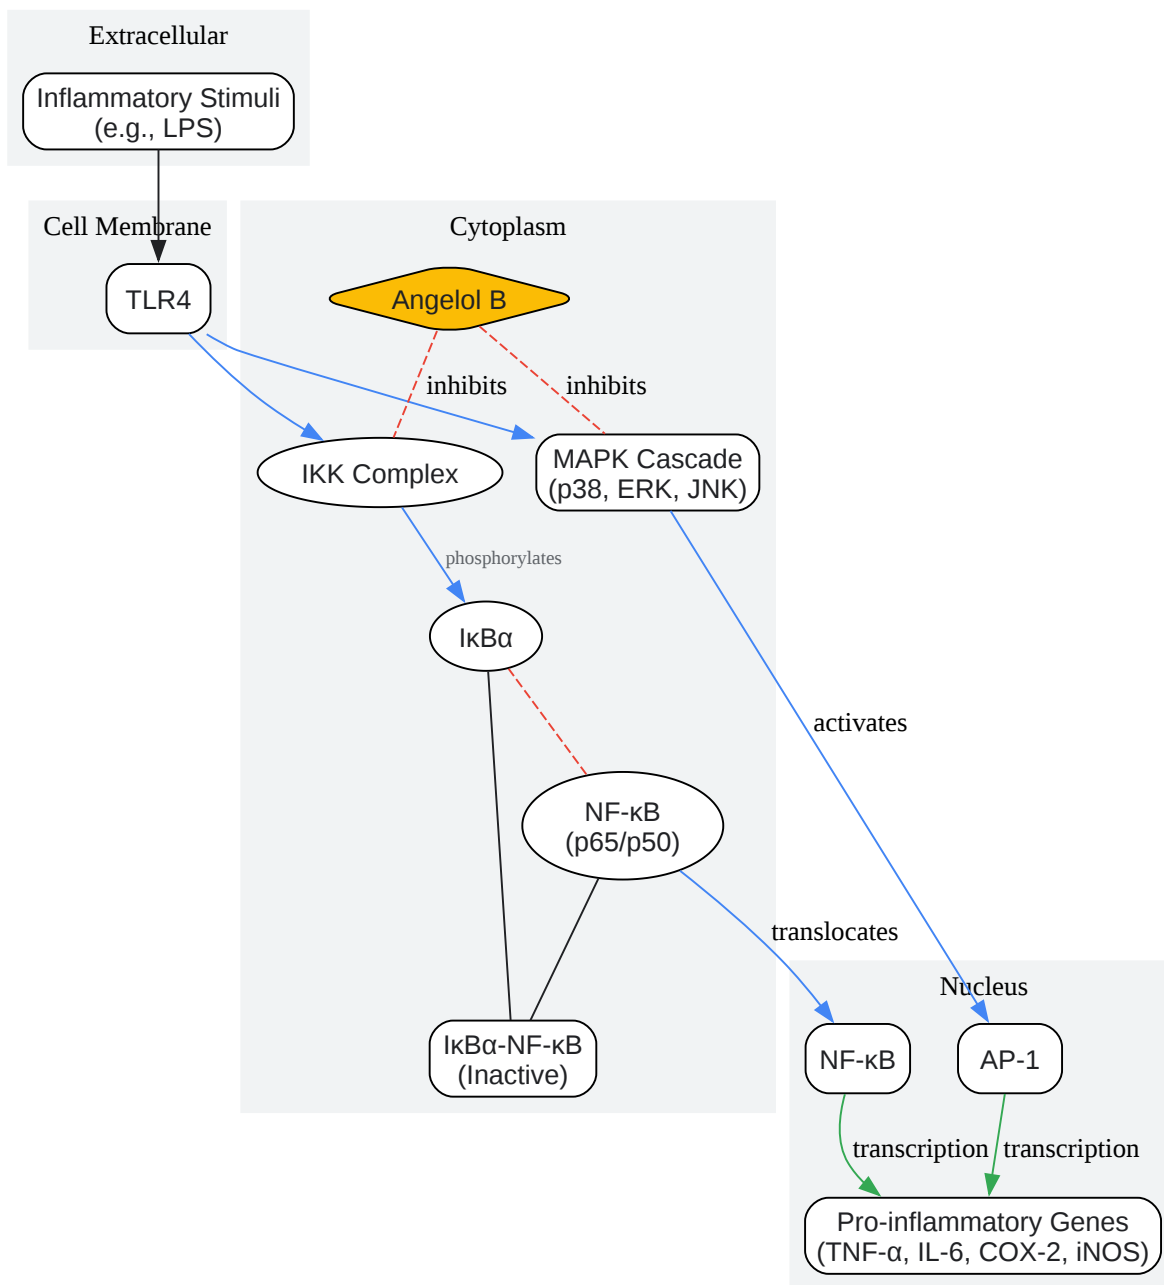 Extracellular
Inflammatory Stimuli
(e.g., LPS)
Cell Membrane
Cytoplasm
TLR4
Angelol B
inhibits
inhibits
IKK Complex
MAPK Cascade
(p38, ERK, JNK)
phosphorylates
IκBα
activates
NF-κB
(p65/p50)
translocates
Nucleus
IκBα-NF-κB
(Inactive)
NF-κB
AP-1
transcription
transcription
Pro-inflammatory Genes
(TNF-α, IL-6, COX-2, iNOS)